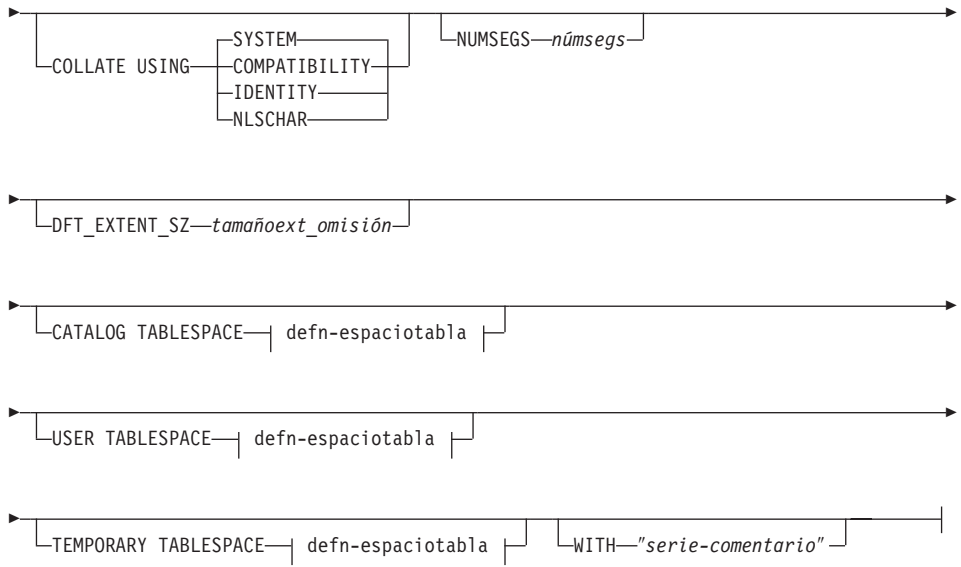 SYSTEM
NUMSEGS númsegs
COLLATE USING COMPATIBILITY
IDENTITY
NLSCHAR
DFT_EXTENT_SZ tamañoext_omisión
CATALOG TABLESPACE defn-espaciotabla
USER TABLESPACE defn-espaciotabla
TEMPORARY TABLESPACE defn-espaciotabla WITH "serie-comentario"